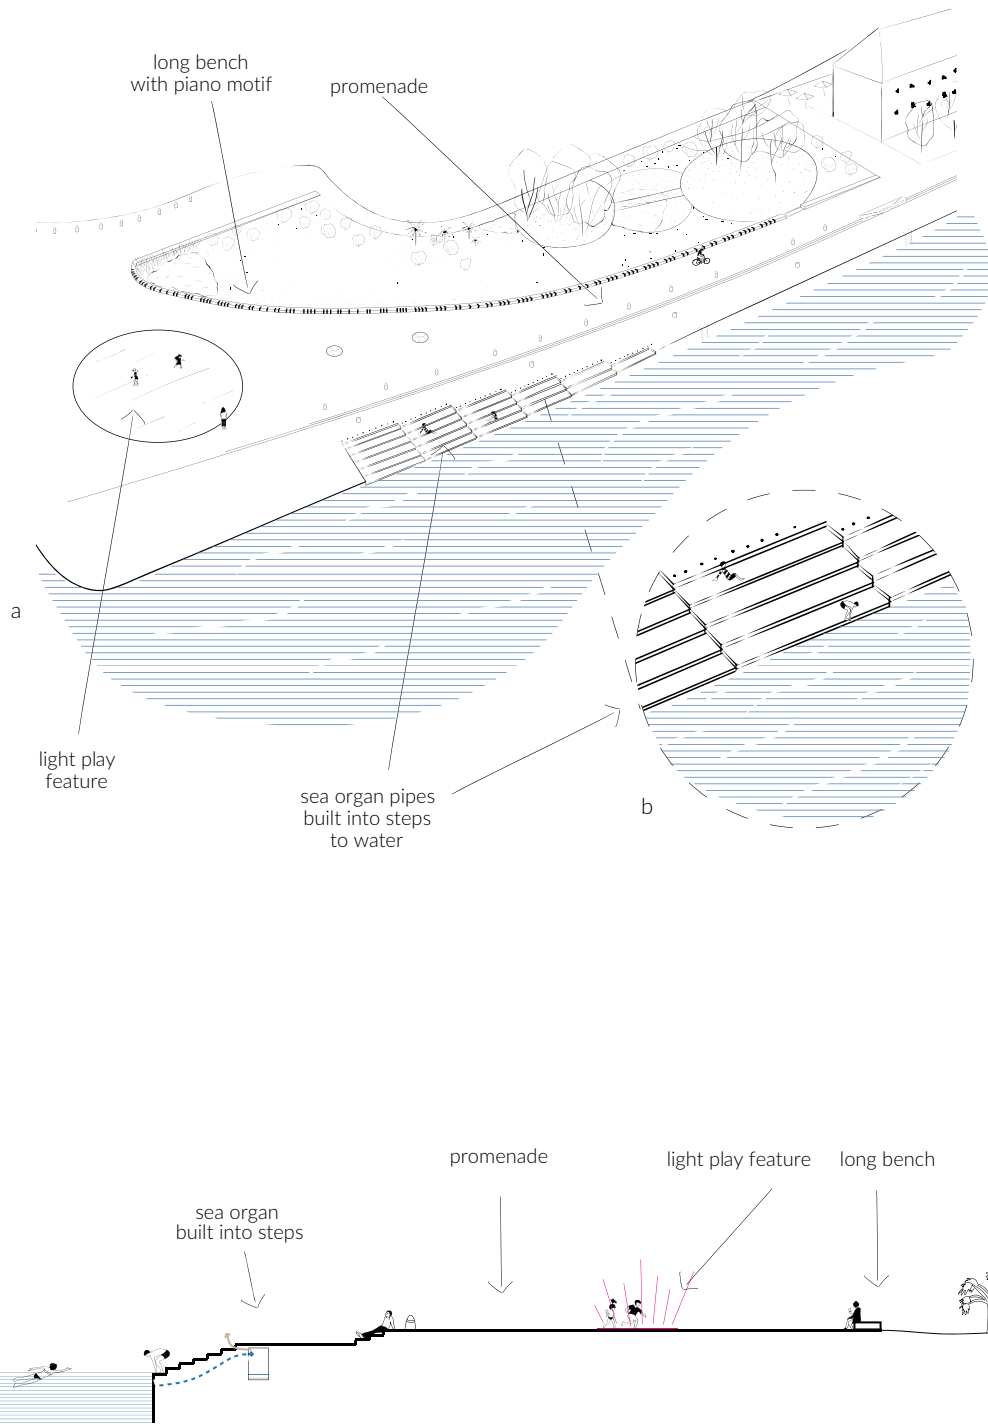 long bench
with piano motif
promenade
a
light play
feature
sea organ pipes
built into steps
to water
b
promenade
light play feature
long bench
sea organ
built into steps